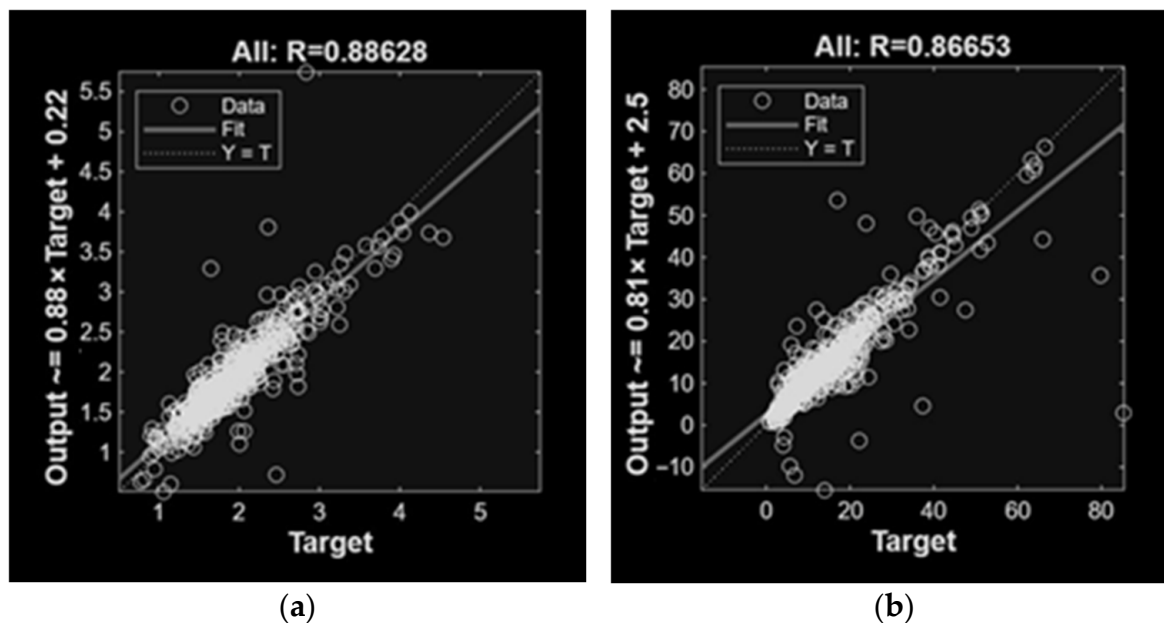 All: R=0.88628
Output ~= 0.88×Target + 0.22
5.5
5
4.5
4
3.5
3
2.5
2
1.5
1
Data
Fit
Y = T
1 2 3 4 5
Target
(a)
All: R=0.86653
Output ~= 0.81×Target + 2.5
80
70
60
50
40
30
20
10
0
−10
Data
Fit
Y = T
0 20 40 60 80
Target
(b)